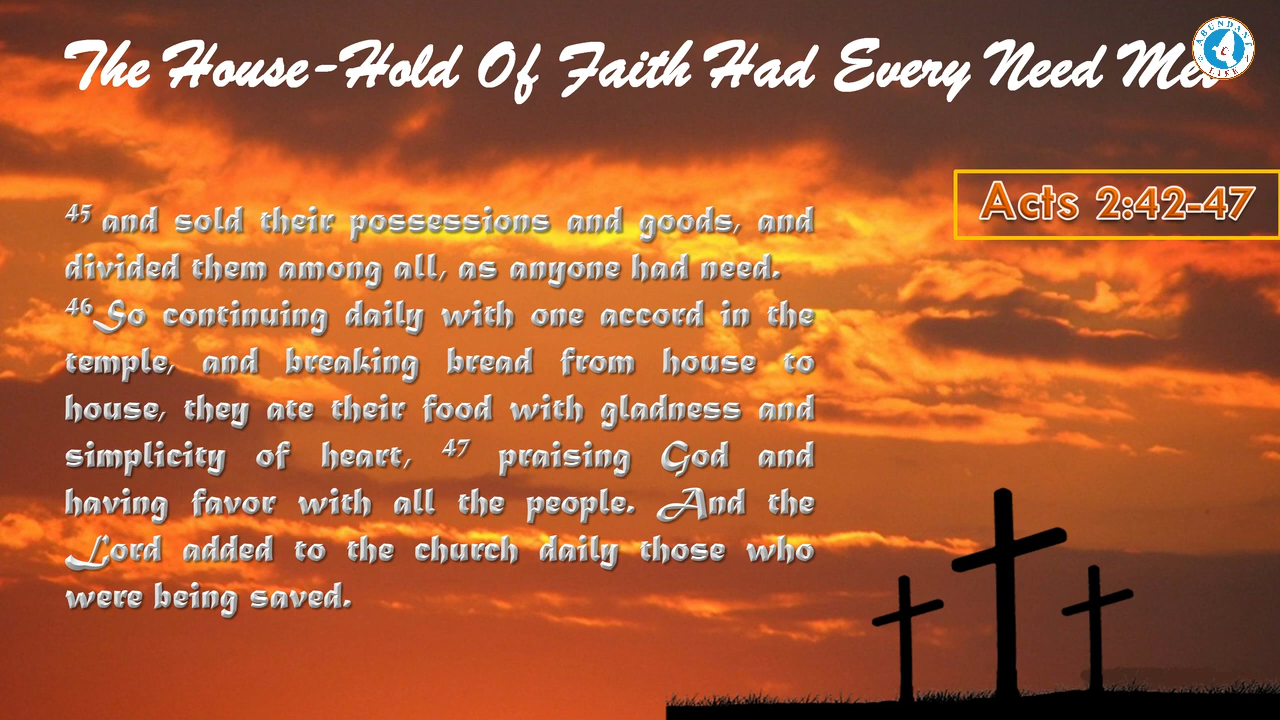 The House-Hold Of Faith Had Every Need Met
ABUNDANT
LIFE
Acts 2:42-47
45 and sold their possessions and goods, and
divided them among all, as anyone had need.
46 So continuing daily with one accord in the
temple, and breaking bread from house to
house, they ate their food with gladness and
simplicity of heart, 47 praising God and
having favor with all the people. And the
Lord added to the church daily those who
were being saved.